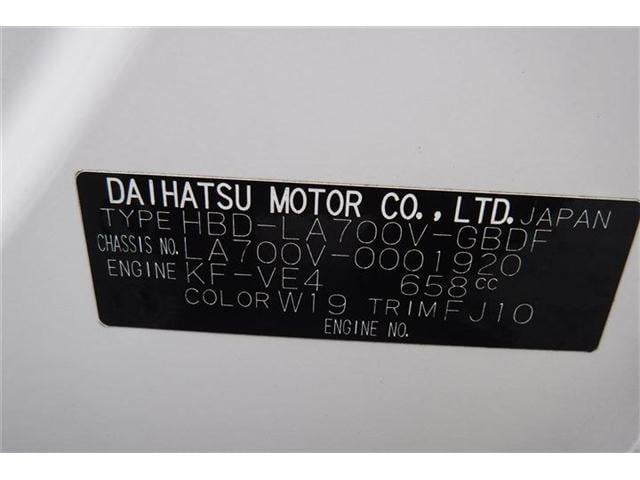 DAIHATSU MOTOR CO., LTD. JAPAN
TYPE HBD-LA700V-GBDF
CHASSIS NO. LA700V-0001920
ENGINE KF-VE4 658cc
COLOR W19 TRIM FJ10
ENGINE NO.